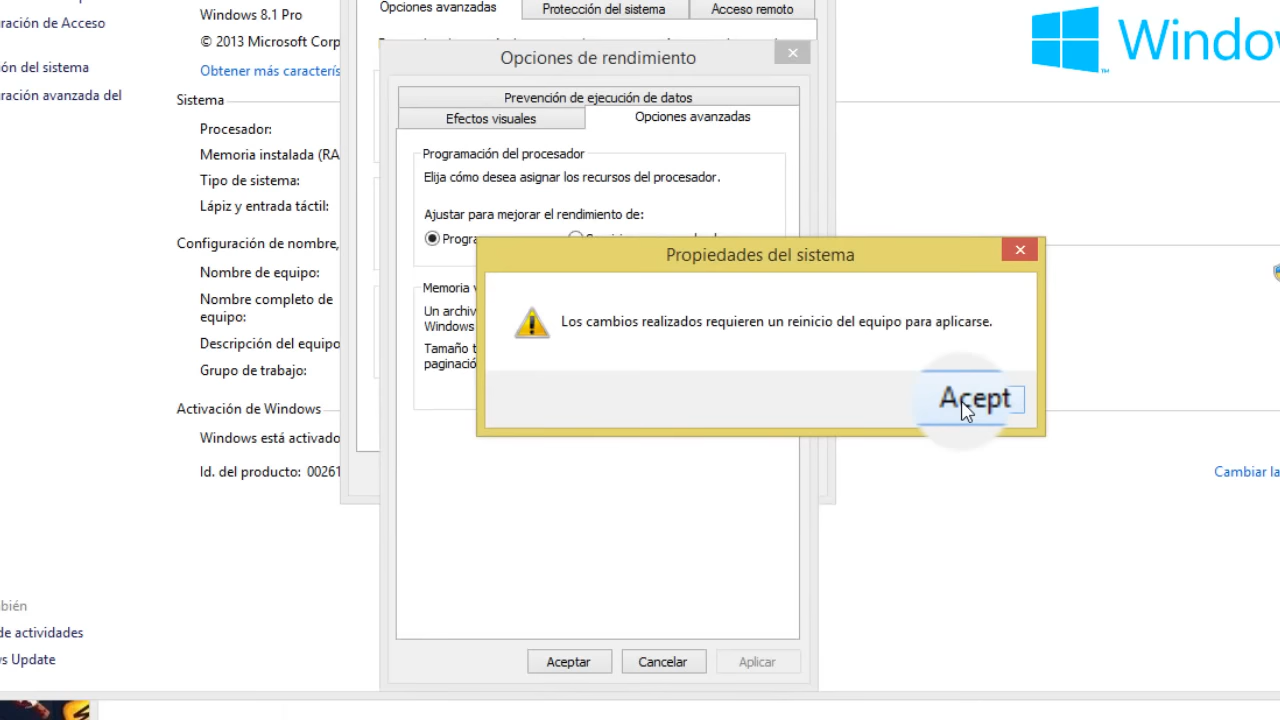 Windows 8.1 Pro
© 2013 Microsoft Corp
Obtener más caracterís
Sistema
Procesador:
Memoria instalada (RA
Tipo de sistema:
Lápiz y entrada táctil:
Configuración de nombre,
Nombre de equipo:
Nombre completo de
equipo:
Descripción del equipo
Grupo de trabajo:
Activación de Windows
Windows está activado
Id. del producto: 00261
ración de Acceso
ón del sistema
ración avanzada del
bién
de actividades
s Update
Opciones avanzadas
Protección del sistema
Acceso remoto
Opciones de rendimiento
Prevención de ejecución de datos
Efectos visuales
Opciones avanzadas
Programación del procesador
Elija cómo desea asignar los recursos del procesador.
Ajustar para mejorar el rendimiento de:
Progra
Memoria v
Un archiv
Windows
Tamaño t
paginació
Propiedades del sistema
Los cambios realizados requieren un reinicio del equipo para aplicarse.
Acept
Aceptar
Cancelar
Aplicar
Windo
Cambiar la